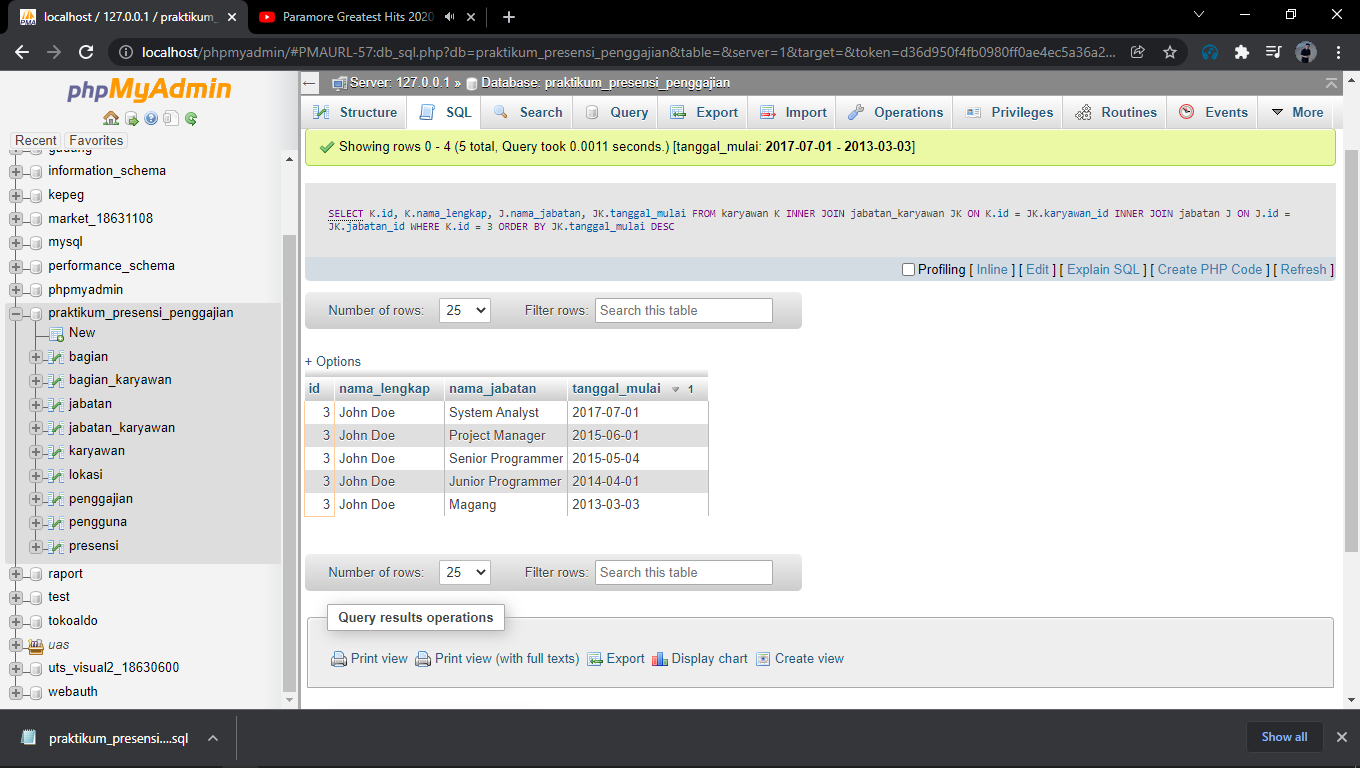 localhost / 127.0.0.1 / praktikum_
Paramore Greatest Hits 2020
localhost/phpmyadmin/#PMAURL-57:db_sql.php?db=praktikum_presensi_penggajian&table=&server=1&target=&token=d36d950f4fb0980ff0ae4ec5a36a2...
phpMyAdmin
Recent Favorites
gudang
information_schema
kepeg
market_18631108
mysql
performance_schema
phpmyadmin
praktikum_presensi_penggajian
New
bagian
bagian_karyawan
jabatan
jabatan_karyawan
karyawan
lokasi
penggajian
pengguna
presensi
raport
test
tokoaldo
uas
uts_visual2_18630600
webauth
Server: 127.0.0.1 » Database: praktikum_presensi_penggajian
Structure SQL Search Query Export Import Operations Privileges Routines Events More
Showing rows 0 - 4 (5 total, Query took 0.0011 seconds.) [tanggal_mulai: 2017-07-01 - 2013-03-03]
SELECT K.id, K.nama_lengkap, J.nama_jabatan, JK.tanggal_mulai FROM karyawan K INNER JOIN jabatan_karyawan JK ON K.id = JK.karyawan_id INNER JOIN jabatan J ON J.id =
JK.jabatan_id WHERE K.id = 3 ORDER BY JK.tanggal_mulai DESC
Profiling [ Inline ] [ Edit ] [ Explain SQL ] [ Create PHP Code ] [ Refresh ]
Number of rows: 25 Filter rows: Search this table
+ Options
id nama_lengkap nama_jabatan tanggal_mulai 1
3 John Doe System Analyst 2017-07-01
3 John Doe Project Manager 2015-06-01
3 John Doe Senior Programmer 2015-05-04
3 John Doe Junior Programmer 2014-04-01
3 John Doe Magang 2013-03-03
Number of rows: 25 Filter rows: Search this table
Query results operations
Print view Print view (with full texts) Export Display chart Create view
praktikum_presensi....sql
Show all